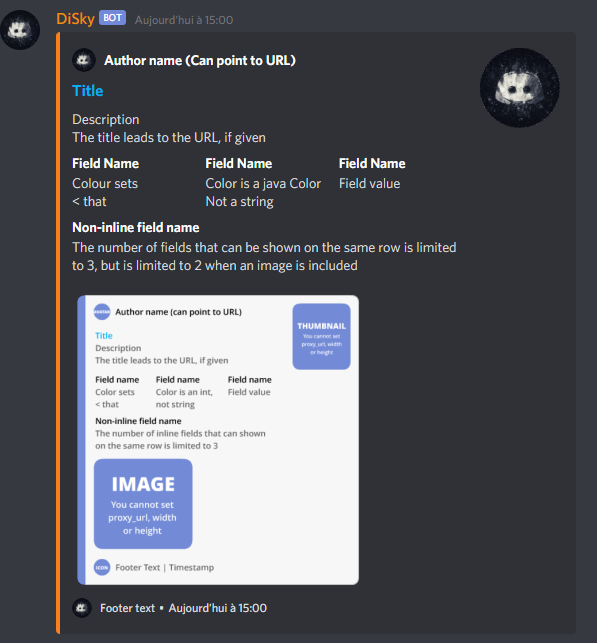 DiSky BOT Aujourd'hui à 15:00
Author name (Can point to URL)
Title
Description
The title leads to the URL, if given
Field Name Field Name Field Name
Colour sets Color is a java Color Field value
< that Not a string
Non-inline field name
The number of fields that can be shown on the same row is limited
to 3, but is limited to 2 when an image is included
AVATAR Author name (can point to URL)
THUMBNAIL
You cannot set
proxy_url, width
or height
Title
Description
The title leads to the URL, if given
Field name Field name Field name
Color sets Color is an int, Field value
< that not string
Non-inline field name
The number of inline fields that can shown
on the same row is limited to 3
IMAGE
You cannot set
proxy_url, width
or height
ICON Footer Text | Timestamp
Footer text • Aujourd'hui à 15:00